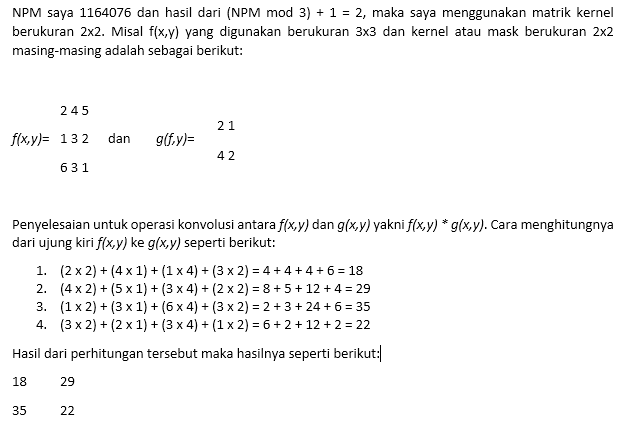 NPM saya 1164076 dan hasil dari (NPM mod 3) + 1 = 2, maka saya menggunakan matrik kernel
berukuran 2x2. Misal f(x,y) yang digunakan berukuran 3x3 dan kernel atau mask berukuran 2x2
masing-masing adalah sebagai berikut:
2 4 5
2 1
f(x,y)= 1 3 2 dan g(f,y)=
4 2
6 3 1
Penyelesaian untuk operasi konvolusi antara f(x,y) dan g(x,y) yakni f(x,y) * g(x,y). Cara menghitungnya
dari ujung kiri f(x,y) ke g(x,y) seperti berikut:
1. (2 x 2) + (4 x 1) + (1 x 4) + (3 x 2) = 4 + 4 + 4 + 6 = 18
2. (4 x 2) + (5 x 1) + (3 x 4) + (2 x 2) = 8 + 5 + 12 + 4 = 29
3. (1 x 2) + (3 x 1) + (6 x 4) + (3 x 2) = 2 + 3 + 24 + 6 = 35
4. (3 x 2) + (2 x 1) + (3 x 4) + (1 x 2) = 6 + 2 + 12 + 2 = 22
Hasil dari perhitungan tersebut maka hasilnya seperti berikut:
18 29
35 22